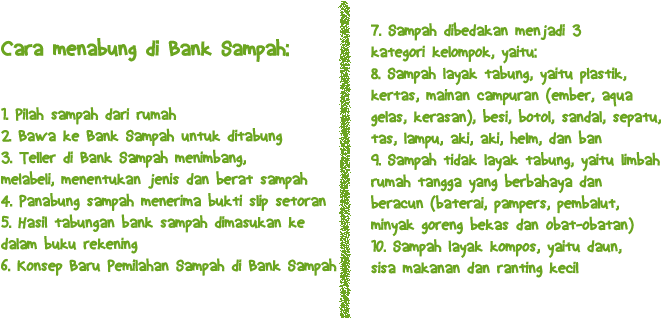 Cara menabung di Bank Sampah:
1. Pilah sampah dari rumah
2. Bawa ke Bank Sampah untuk ditabung
3. Teller di Bank Sampah menimbang,
melabeli, menentukan jenis dan berat sampah
4. Panabung sampah menerima bukti slip setoran
5. Hasil tabungan bank sampah dimasukan ke
dalam buku rekening
6. Konsep Baru Pemilahan Sampah di Bank Sampah
7. Sampah dibedakan menjadi 3
kategori kelompok, yaitu:
8. Sampah layak tabung, yaitu plastik,
kertas, mainan campuran (ember, aqua
gelas, kerasan), besi, botol, sandal, sepatu,
tas, lampu, aki, aki, helm, dan ban
9. Sampah tidak layak tabung, yaitu limbah
rumah tangga yang berbahaya dan
beracun (baterai, pampers, pembalut,
minyak goreng bekas dan obat-obatan)
10. Sampah layak kompos, yaitu daun,
sisa makanan dan ranting kecil